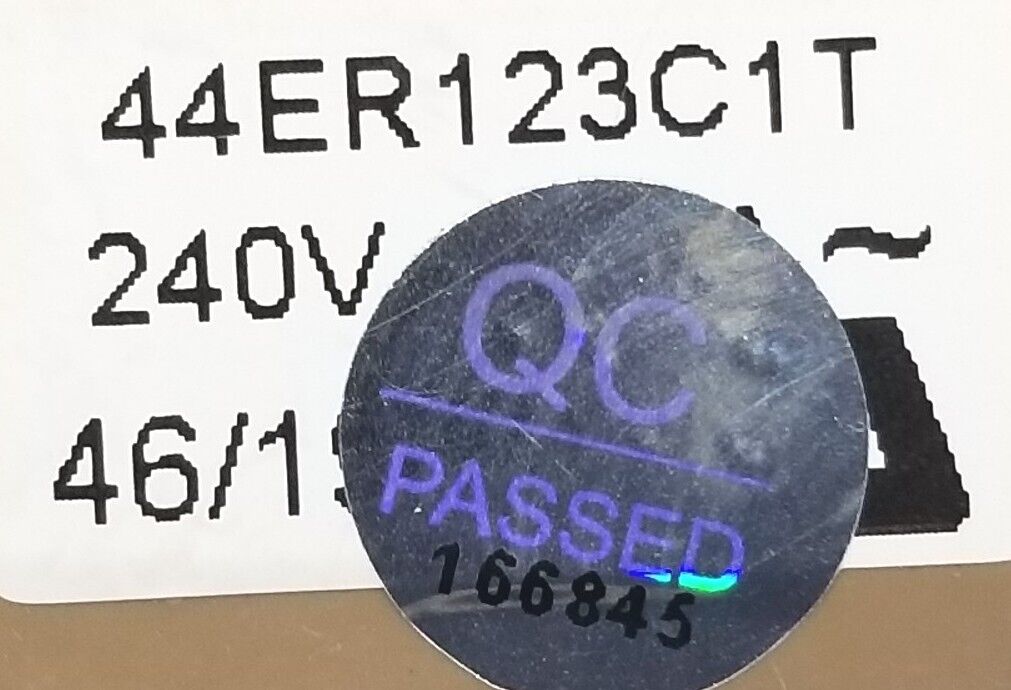 44ER123C1T
240V ~
46/1
QC
PASSED
166845